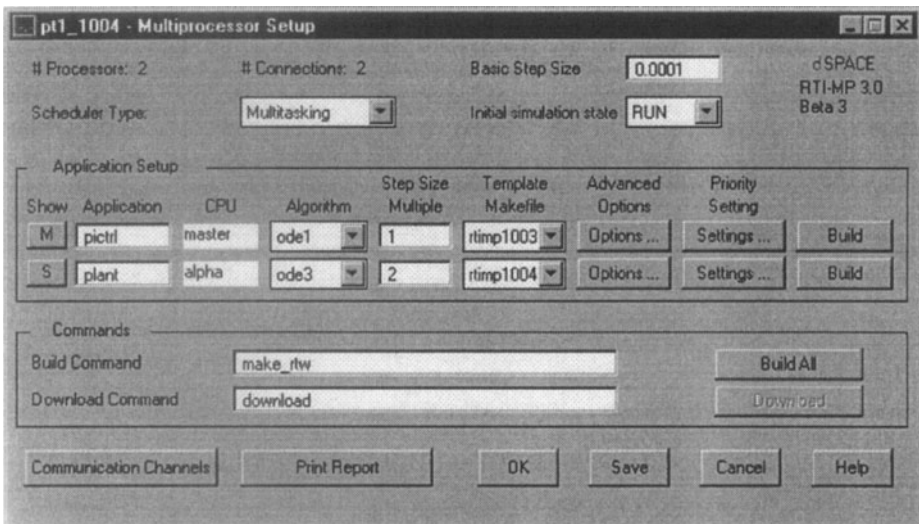 pt1_1004 - Multiprocessor Setup
# Processors: 2 # Connections: 2 Basic Step Size 0.0001 dSPACE
RTI-MP 3.0
Beta 3
Scheduler Type: Multitasking Initial simulation state RUN
Application Setup
Show Application CPU Algorithm Step Size Multiple Template Makefile Advanced Options Priority Setting
M pictrl master ode1 1 rtimp1003 Options ... Settings ... Build
S plant alpha ode3 2 rtimp1004 Options ... Settings ... Build
Commands
Build Command make_rtw Build All
Download Command download Download
Communication Channels Print Report OK Save Cancel Help